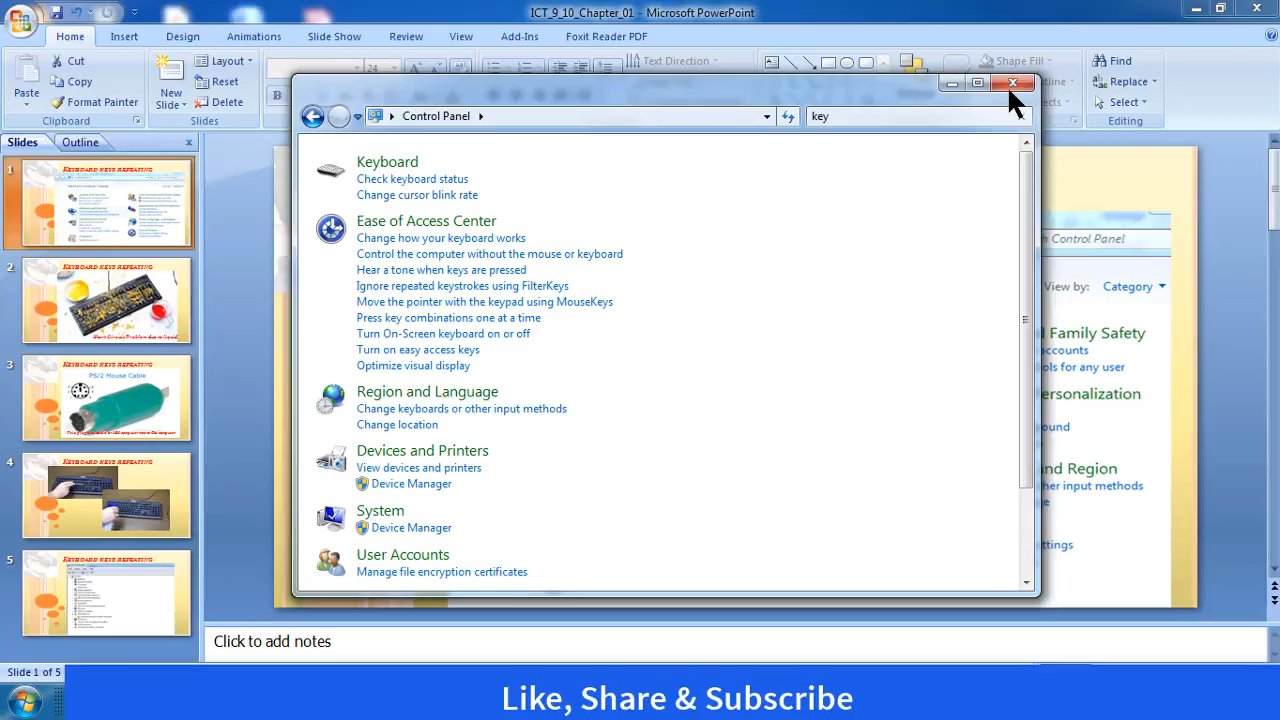 ICT_9_10_Chapter_01 - Microsoft PowerPoint
Home Insert Design Animations Slide Show Review View Add-Ins Foxit Reader PDF
Cut
Copy
Format Painter
Paste
Clipboard
New
Slide
Layout
Reset
Delete
Slides
24
B
Text Direction
Shape Fill
Find
Replace
Select
Editing
Slides Outline
1
KEYBOARD KEYS REPEATING
2
KEYBOARD KEYS REPEATING
3
KEYBOARD KEYS REPEATING
PS/2 Mouse Cable
4
KEYBOARD KEYS REPEATING
5
KEYBOARD KEYS REPEATING
Control Panel
key
Keyboard
Check keyboard status
Change cursor blink rate
Ease of Access Center
Change how your keyboard works
Control the computer without the mouse or keyboard
Hear a tone when keys are pressed
Ignore repeated keystrokes using FilterKeys
Move the pointer with the keypad using MouseKeys
Press key combinations one at a time
Turn On-Screen keyboard on or off
Turn on easy access keys
Optimize visual display
Region and Language
Change keyboards or other input methods
Change location
Devices and Printers
View devices and printers
Device Manager
System
Device Manager
User Accounts
Manage file encryption certificates
Control Panel
View by: Category
Family Safety
accounts
for any user
ersonalization
ound
nd Region
her input methods
ettings
Click to add notes
Slide 1 of 5
Like, Share & Subscribe